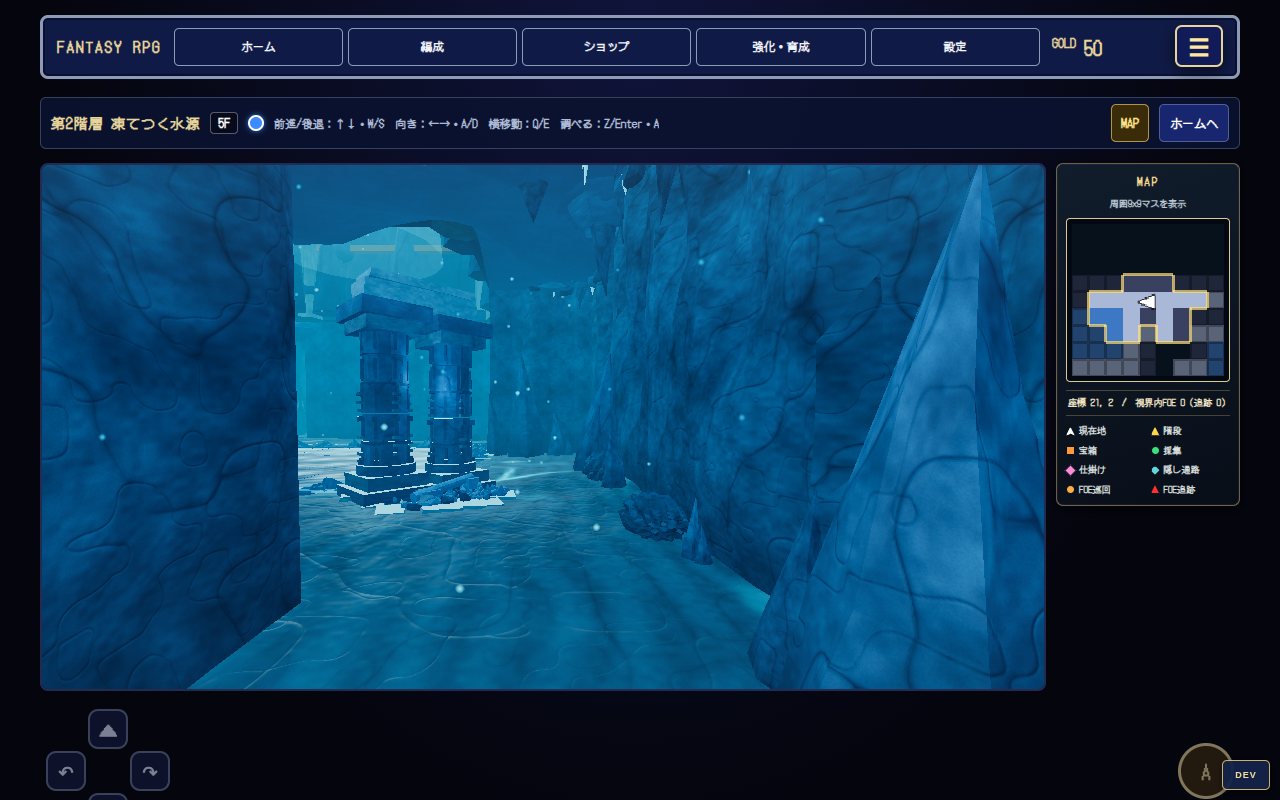 FANTASY RPG
ホーム
編成
ショップ
強化・育成
設定
GOLD 50
第2階層 凍てつく水源
5F
前進/後退：↑↓・W/S 向き：←→・A/D 横移動：Q/E 調べる：Z/Enter・A
MAP
ホームへ
MAP
周囲9x9マスを表示
座標 21, 2 / 視界内FOE 0 (追跡 0)
現在地
階段
宝箱
採集
仕掛け
隠し通路
FOE巡回
FOE追跡
A
DEV